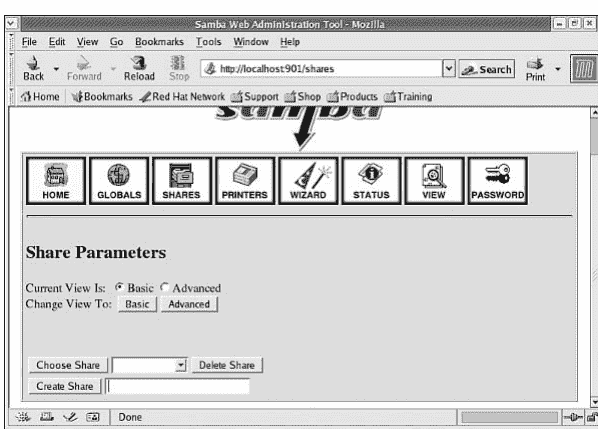 Samba Web Administration Tool - Mozilla
File Edit View Go Bookmarks Tools Window Help
Back Forward Reload Stop http://localhost:901/shares Search Print
Home Bookmarks Red Hat Network Support Shop Products Training
samba
HOME GLOBALS SHARES PRINTERS WIZARD STATUS VIEW PASSWORD
Share Parameters
Current View Is: Basic Advanced
Change View To: Basic Advanced
Choose Share Delete Share
Create Share
Done